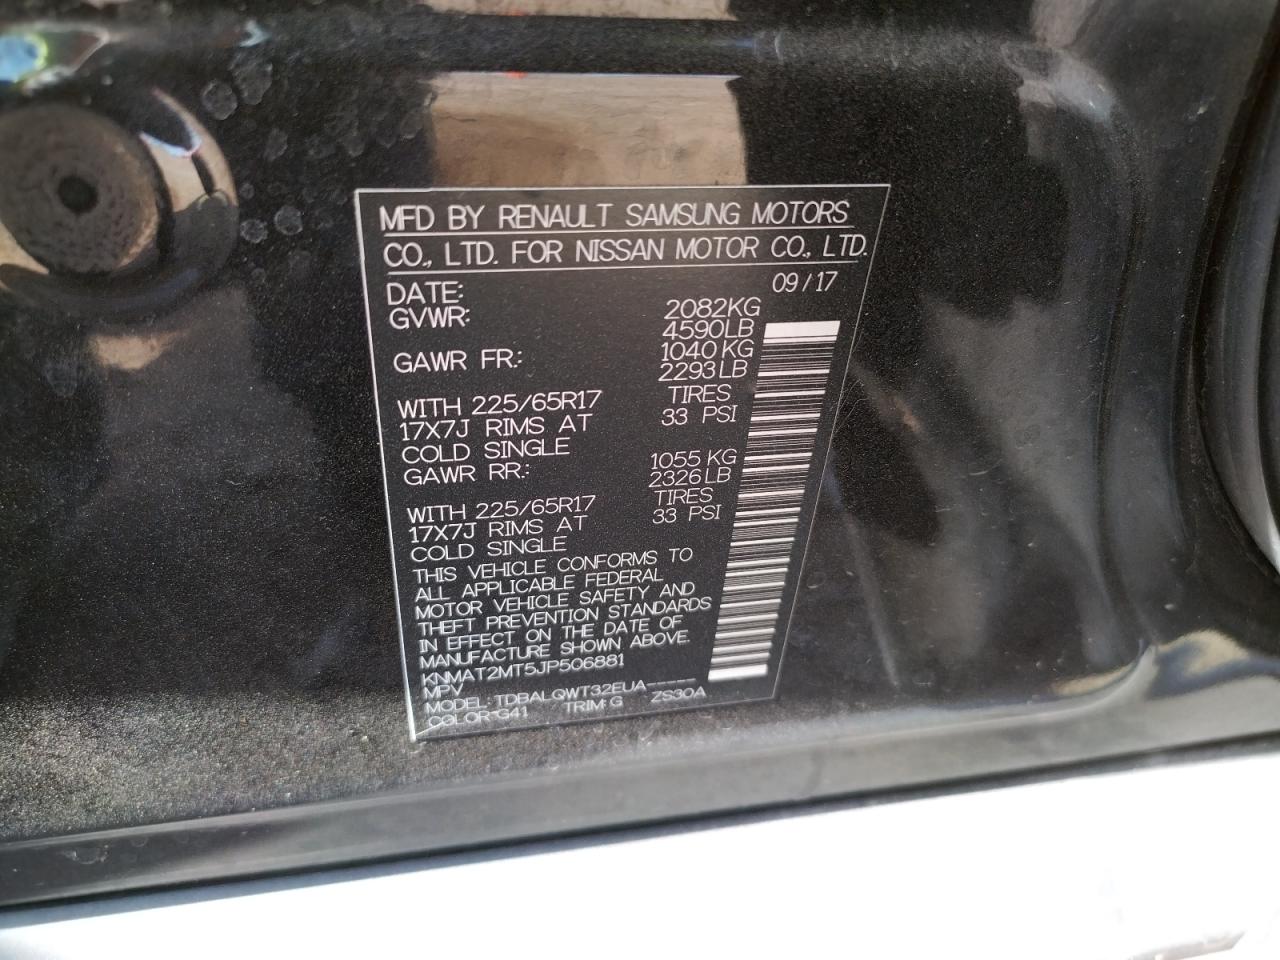 MFD BY RENAULT SAMSUNG MOTORS
CO., LTD. FOR NISSAN MOTOR CO., LTD.
DATE: 09/17
GVWR: 2082KG
4590LB
GAWR FR.: 1040 KG
2293LB
WITH 225/65R17 TIRES
17X7J RIMS AT 33 PSI
COLD SINGLE
GAWR RR.: 1055 KG
2326LB
WITH 225/65R17 TIRES
17X7J RIMS AT 33 PSI
COLD SINGLE
THIS VEHICLE CONFORMS TO
ALL APPLICABLE FEDERAL
MOTOR VEHICLE SAFETY AND
THEFT PREVENTION STANDARDS
IN EFFECT ON THE DATE OF
MANUFACTURE SHOWN ABOVE.
KNMAT2MT5JP506881
MPV
MODEL: TDBALQWT32EUA-----
COLOR G41 TRIM: G ZS30A